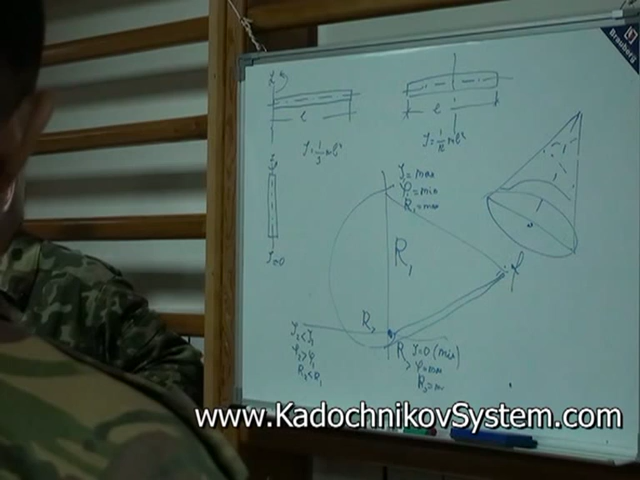 Brauberg
l
l
J = 1/3 ml²
J = 1/12 ml²
J=0
J = max
φ = min
R₁ = max
R₁
R₂
J₂ < J₁
φ₂ > φ₁
R₂ < R₁
R₃
J=0 (min)
www.KadochnikovSystem.com